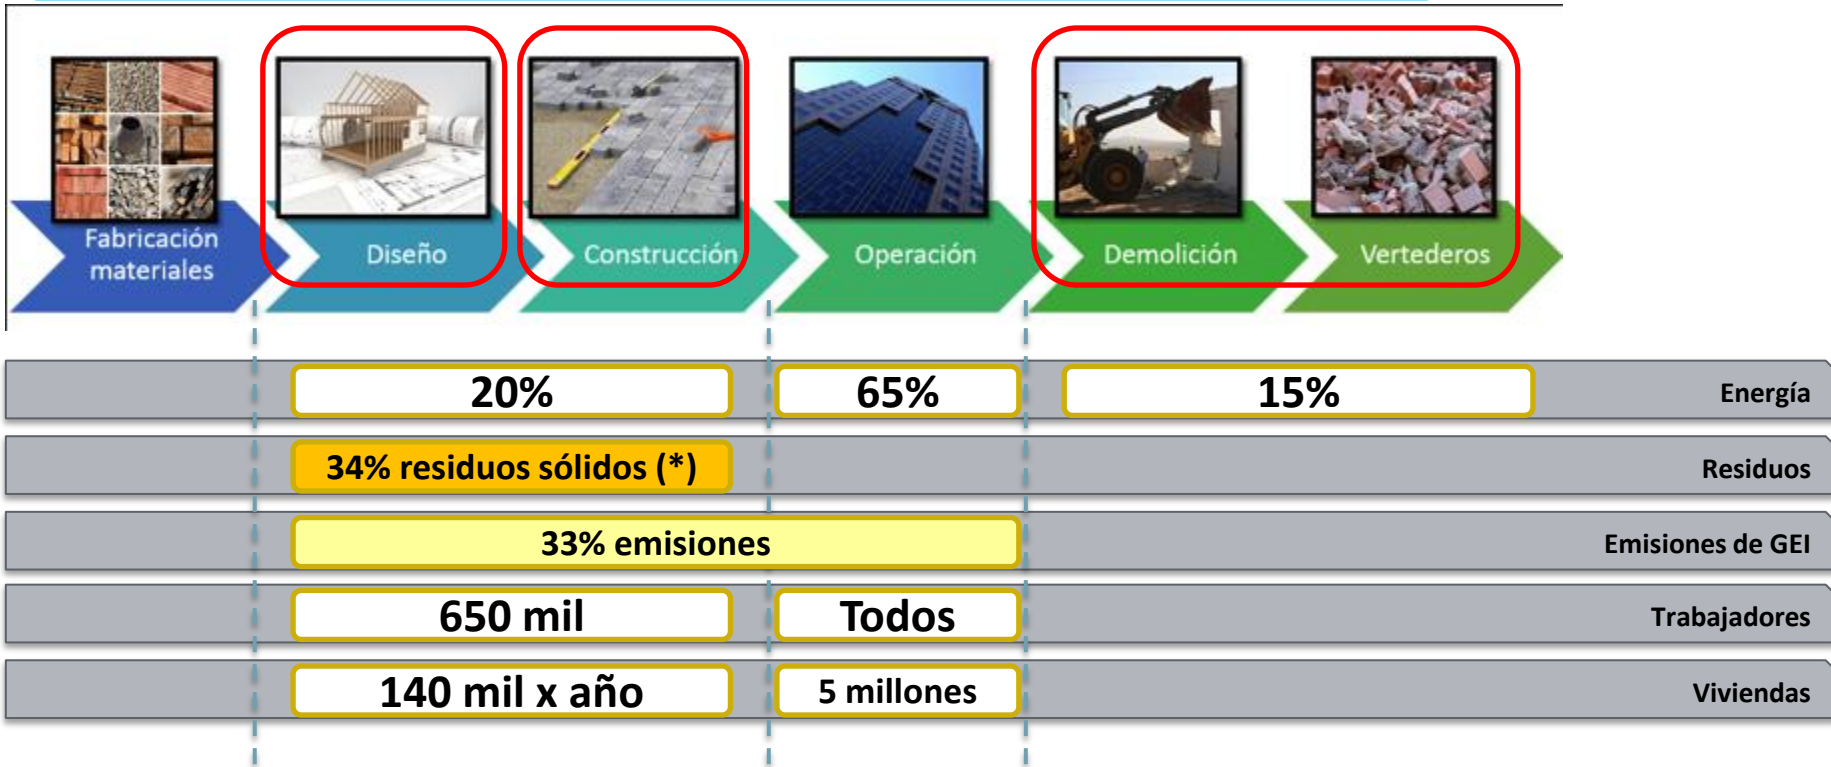 Fabricación
materiales
Diseño
Construcción
Operación
Demolición
Vertederos
20%
65%
15%
Energía
34% residuos sólidos (*)
Residuos
33% emisiones
Emisiones de GEI
650 mil
Todos
Trabajadores
140 mil x año
5 millones
Viviendas